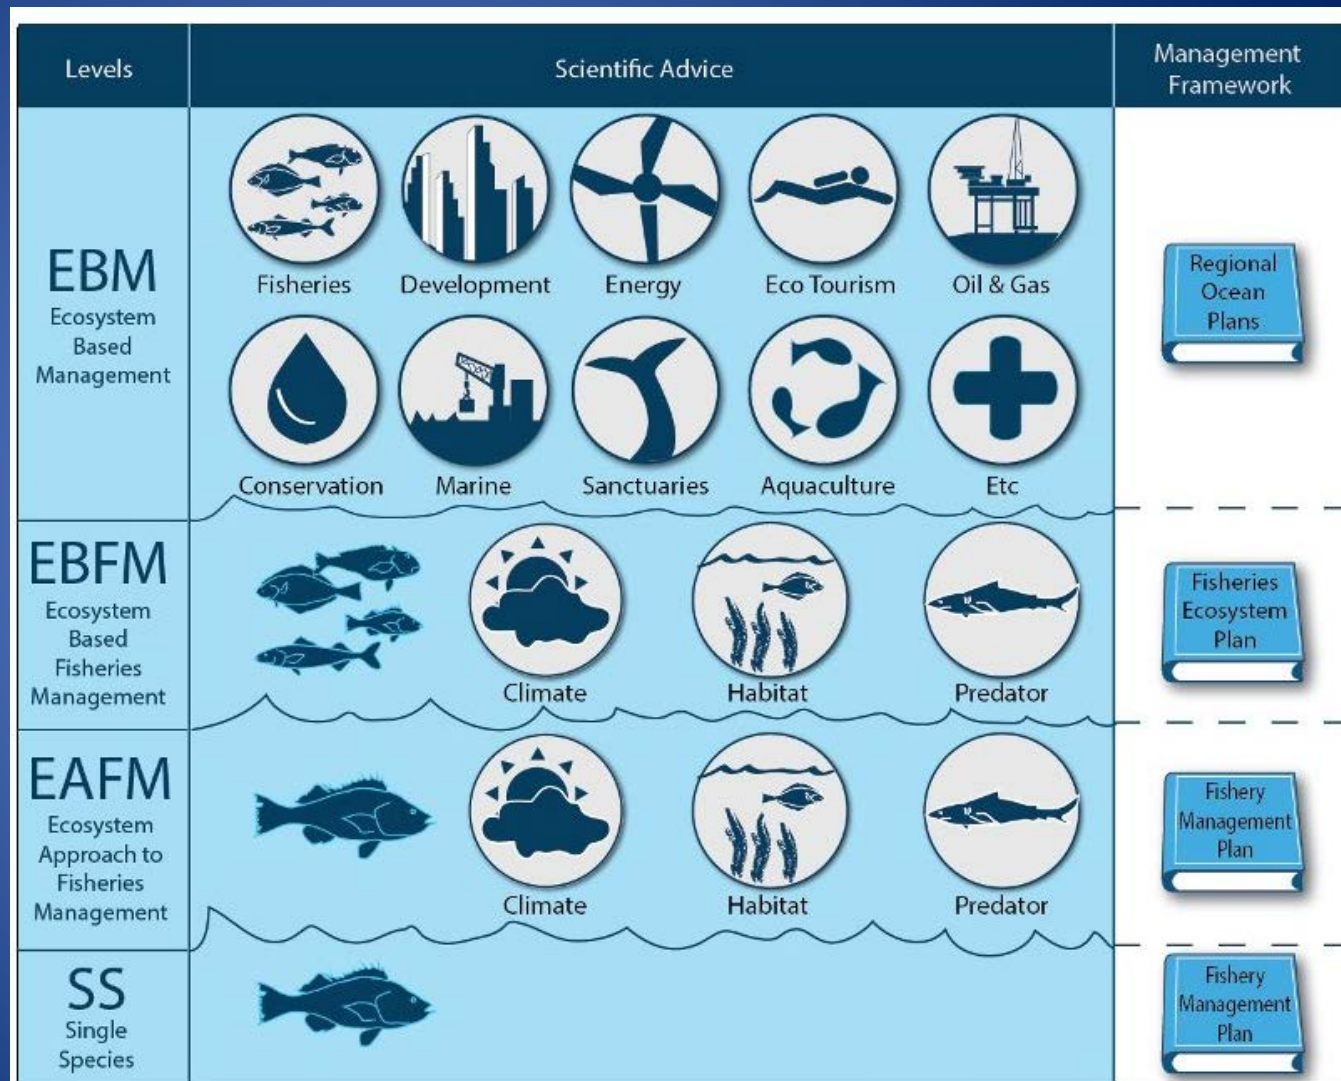 Levels
Scientific Advice
Management
Framework
EBM
Ecosystem
Based
Management
Fisheries
Development
Energy
Eco Tourism
Oil & Gas
Conservation
Marine
Sanctuaries
Aquaculture
Etc
Regional
Ocean
Plans
EBFM
Ecosystem
Based
Fisheries
Management
Climate
Habitat
Predator
Fisheries
Ecosystem
Plan
EAFM
Ecosystem
Approach to
Fisheries
Management
Climate
Habitat
Predator
Fishery
Management
Plan
SS
Single
Species
Fishery
Management
Plan